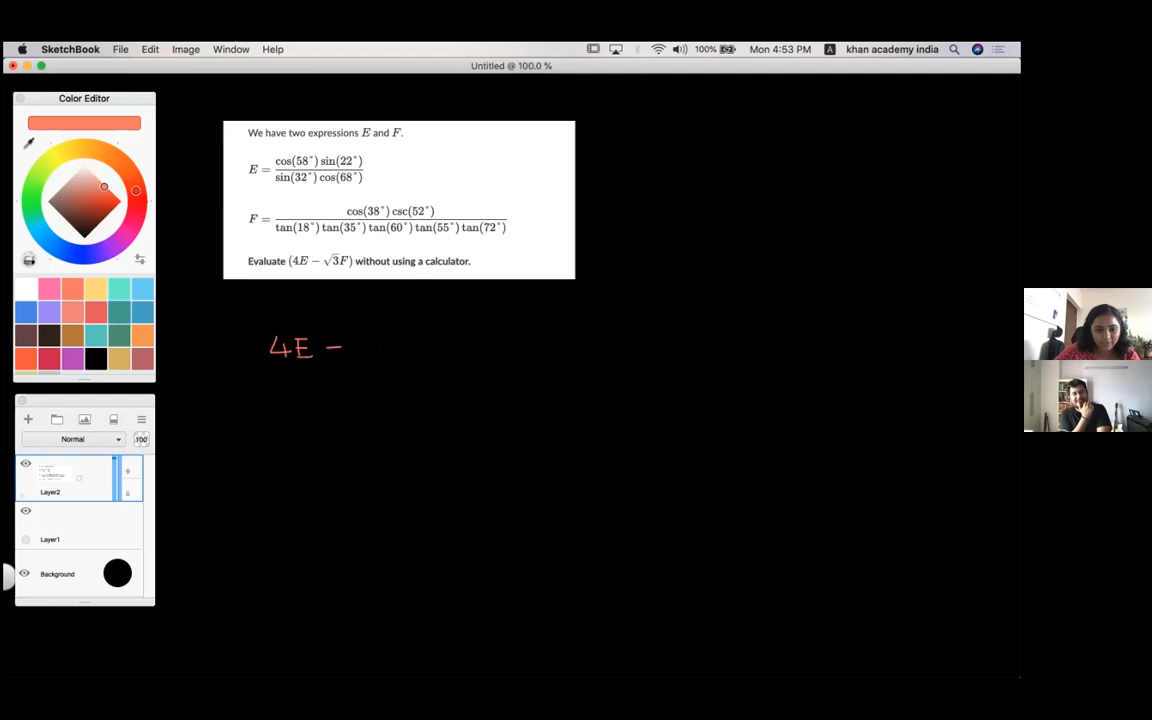 SketchBook File Edit Image Window Help 100% Mon 4:53 PM A khan academy india
Untitled @ 100.0 %
Color Editor
We have two expressions E and F.
E = cos(58°) sin(22°) / sin(32°) cos(68°)
F = cos(38°) csc(52°) / tan(18°) tan(35°) tan(60°) tan(55°) tan(72°)
Evaluate (4E − √3F) without using a calculator.
4E −
Normal 100
Layer2
Layer1
Background